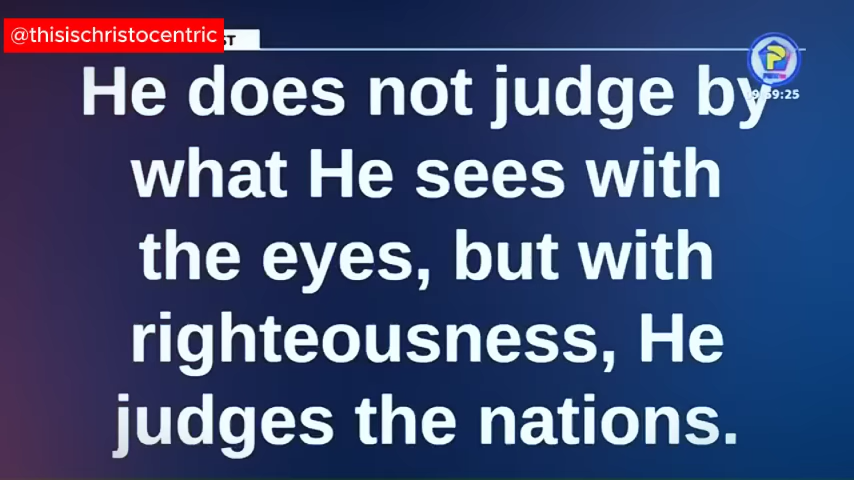 @thisischristocentric
ST
He does not judge by
what He sees with
the eyes, but with
righteousness, He
judges the nations.